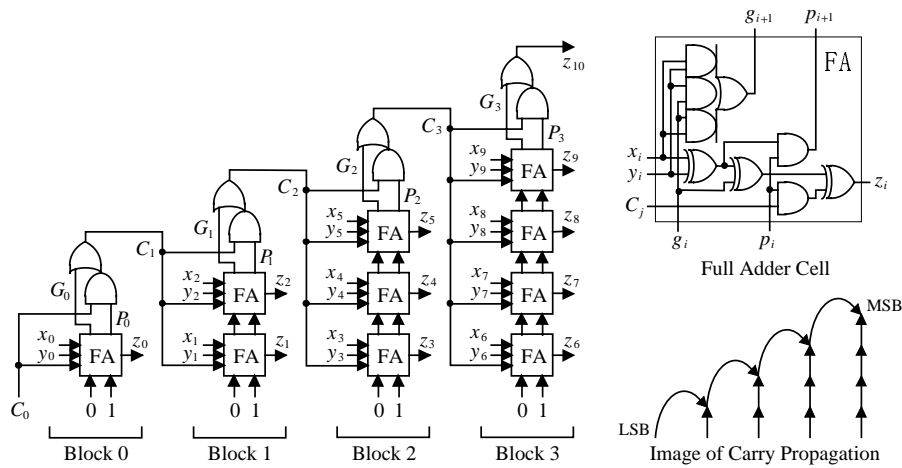 z10
G3
P3
C3
x9
y9
FA
z9
x8
y8
FA
z8
x7
y7
FA
z7
x6
y6
FA
z6
0 1
Block 3
G2
P2
C2
x5
y5
FA
z5
x4
y4
FA
z4
x3
y3
FA
z3
0 1
Block 2
G1
P1
C1
x2
y2
FA
z2
x1
y1
FA
z1
0 1
Block 1
G0
P0
x0
y0
FA
z0
C0
0 1
Block 0
gi+1
pi+1
FA
xi
yi
Cj
zi
gi
pi
Full Adder Cell
MSB
LSB
Image of Carry Propagation